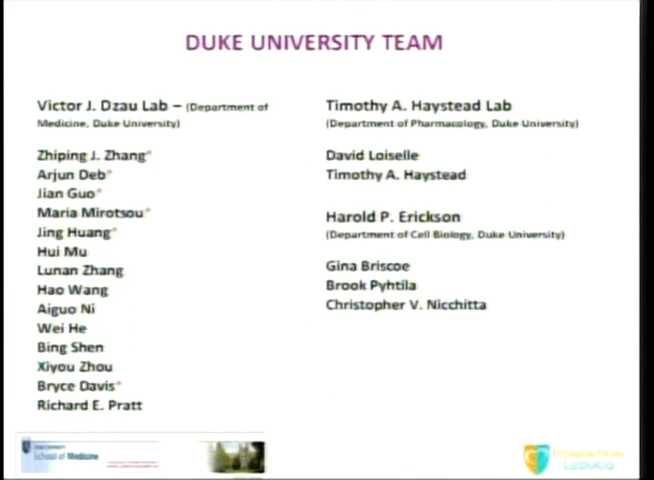 DUKE UNIVERSITY TEAM
Victor J. Dzau Lab – (Department of
Medicine, Duke University)
Zhiping J. Zhang*
Arjun Deb*
Jian Guo*
Maria Mirotsou*
Jing Huang*
Hui Mu
Lunan Zhang
Hao Wang
Aiguo Ni
Wei He
Bing Shen
Xiyou Zhou
Bryce Davis*
Richard E. Pratt
Timothy A. Haystead Lab
(Department of Pharmacology, Duke University)
David Loiselle
Timothy A. Haystead
Harold P. Erickson
(Department of Cell Biology, Duke University)
Gina Briscoe
Brook Pyhtila
Christopher V. Nicchitta
School of Medicine
FONDATION
LEDUCQ